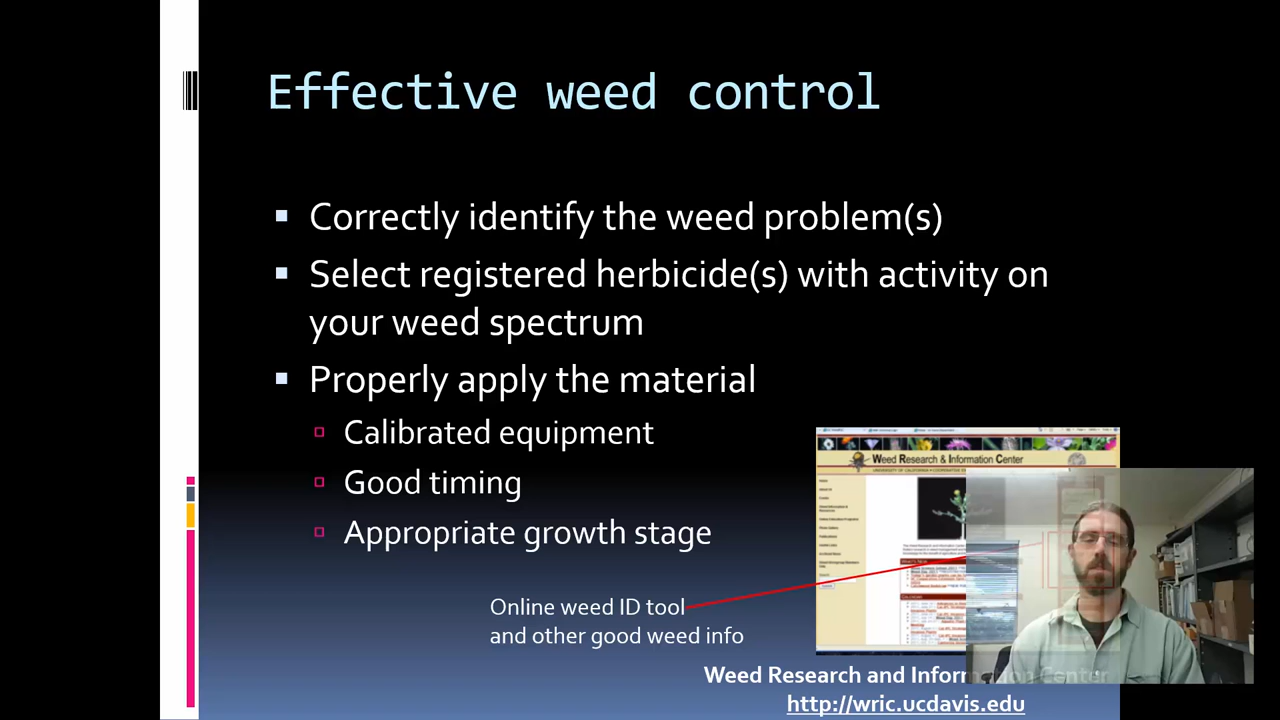 Effective weed control
Correctly identify the weed problem(s)
Select registered herbicide(s) with activity on
your weed spectrum
Properly apply the material
Calibrated equipment
Good timing
Appropriate growth stage
Weed Research & Information Center
Online weed ID tool
and other good weed info
Weed Research and Information Center
http://wric.ucdavis.edu